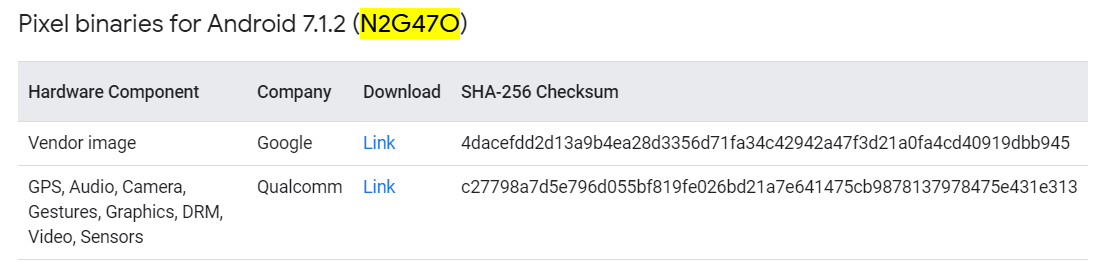 Pixel binaries for Android 7.1.2 (N2G47O)
Hardware Component Company Download SHA-256 Checksum
Vendor image Google Link 4dacefdd2d13a9b4ea28d3356d71fa34c42942a47f3d21a0fa4cd40919dbb945
GPS, Audio, Camera, Qualcomm Link c27798a7d5e796d055bf819fe026bd21a7e641475cb9878137978475e431e313
Gestures, Graphics, DRM,
Video, Sensors